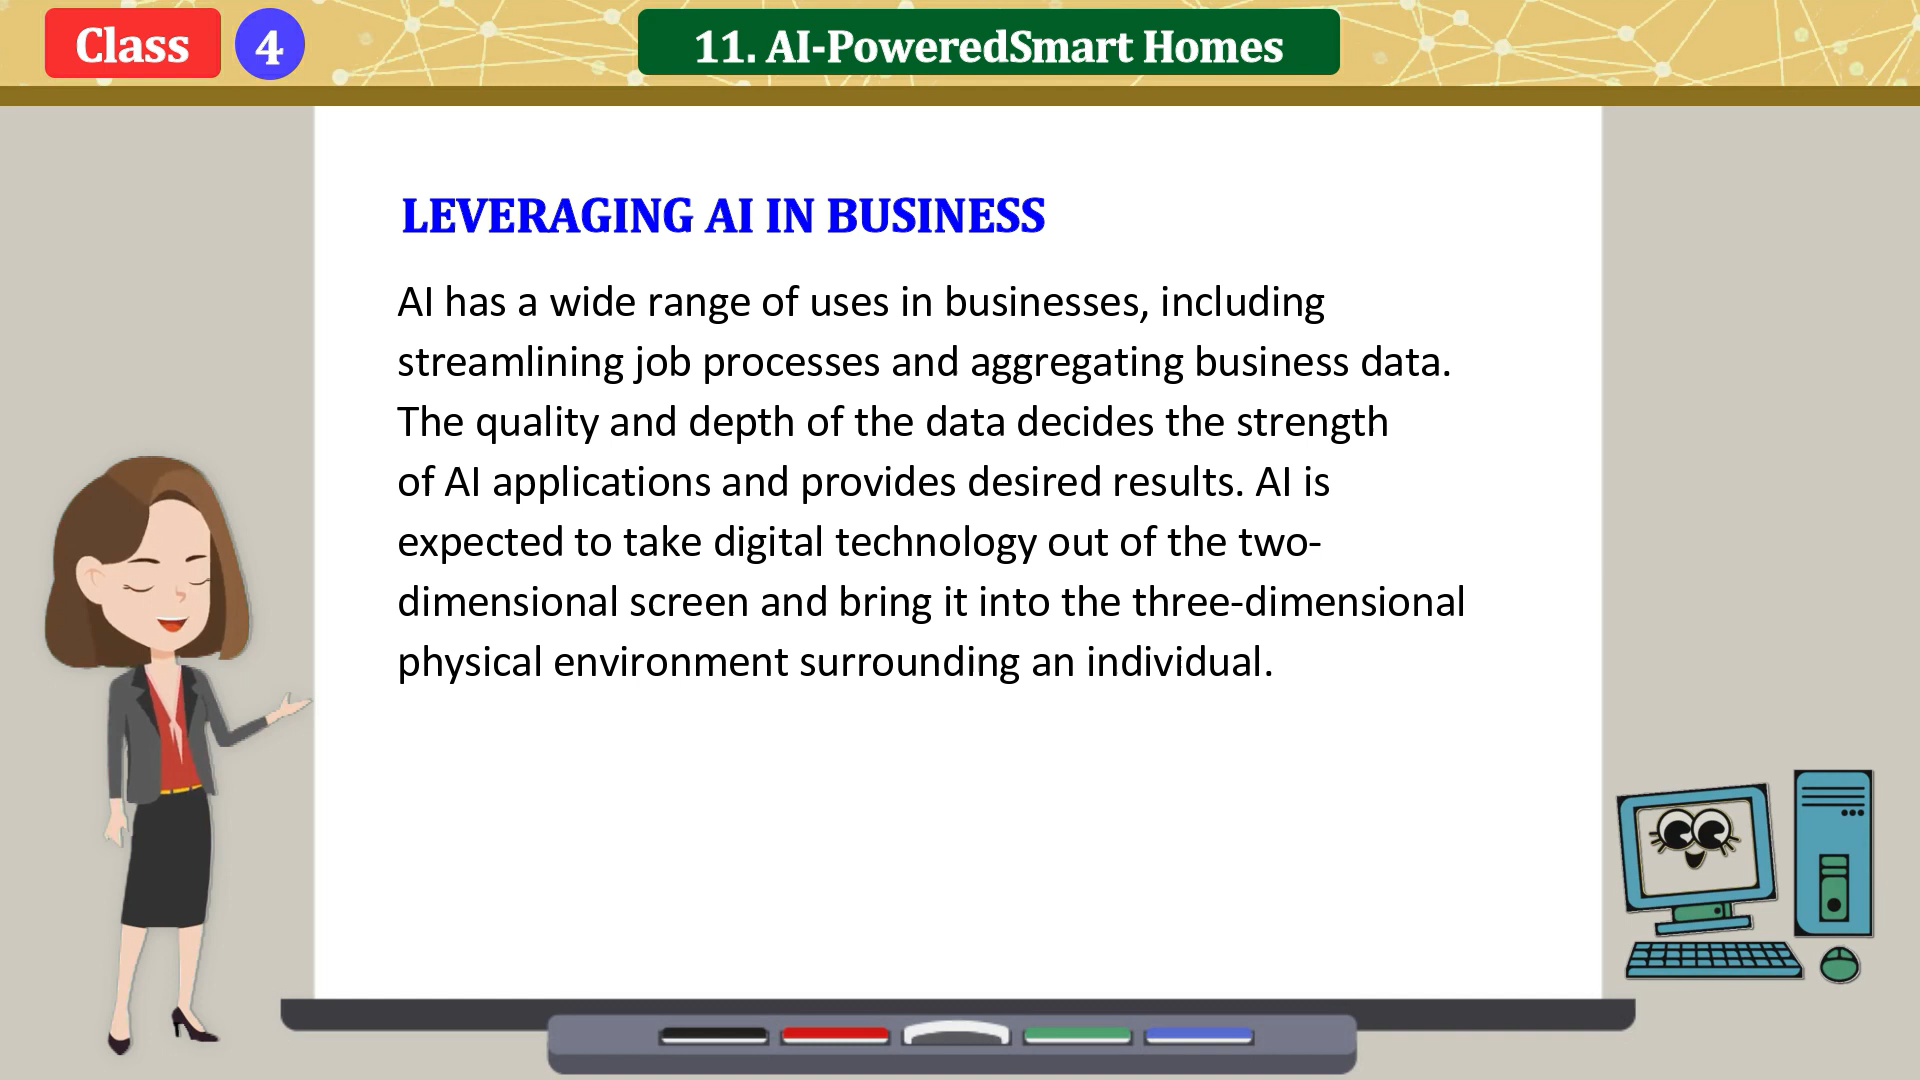 Class 4
11. AI-PoweredSmart Homes
LEVERAGING AI IN BUSINESS
AI has a wide range of uses in businesses, including
streamlining job processes and aggregating business data.
The quality and depth of the data decides the strength
of AI applications and provides desired results. AI is
expected to take digital technology out of the two-
dimensional screen and bring it into the three-dimensional
physical environment surrounding an individual.